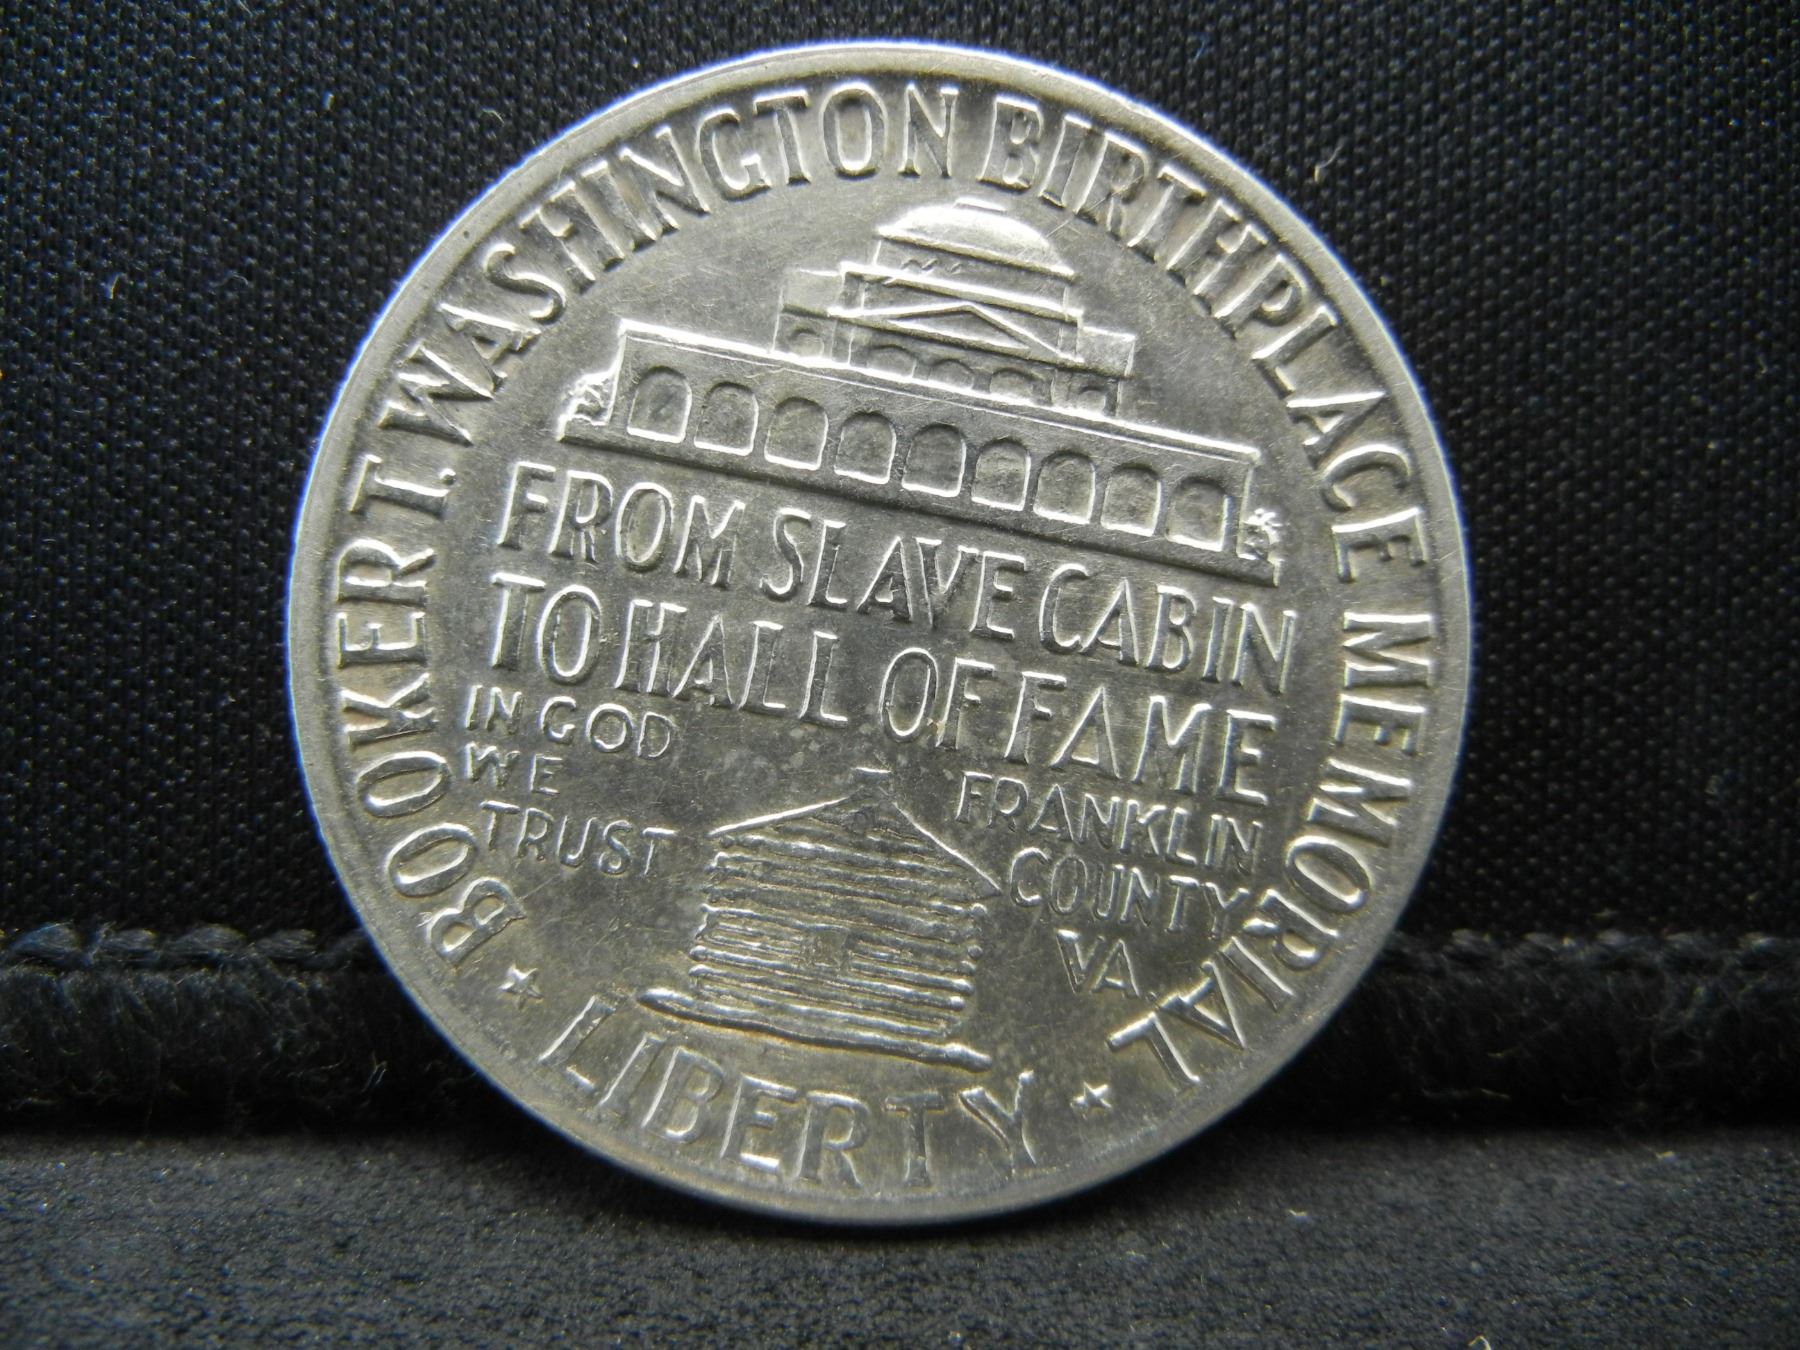 BOOKER T. WASHINGTON BIRTHPLACE MEMORIAL
FROM SLAVE CABIN
TO HALL OF FAME
IN GOD
WE
TRUST
FRANKLIN
COUNTY
VA.
LIBERTY